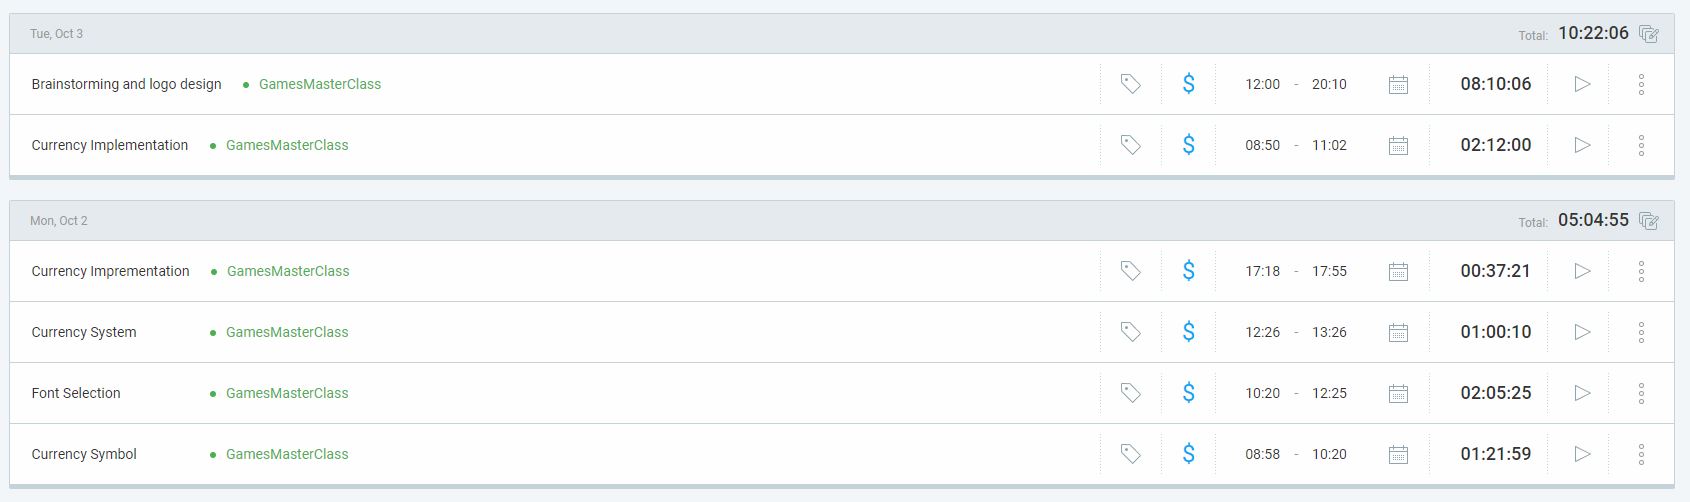 Tue, Oct 3 Total: 10:22:06
Brainstorming and logo design • GamesMasterClass $ 12:00 - 20:10 08:10:06
Currency Implementation • GamesMasterClass $ 08:50 - 11:02 02:12:00
Mon, Oct 2 Total: 05:04:55
Currency Imprementation • GamesMasterClass $ 17:18 - 17:55 00:37:21
Currency System • GamesMasterClass $ 12:26 - 13:26 01:00:10
Font Selection • GamesMasterClass $ 10:20 - 12:25 02:05:25
Currency Symbol • GamesMasterClass $ 08:58 - 10:20 01:21:59